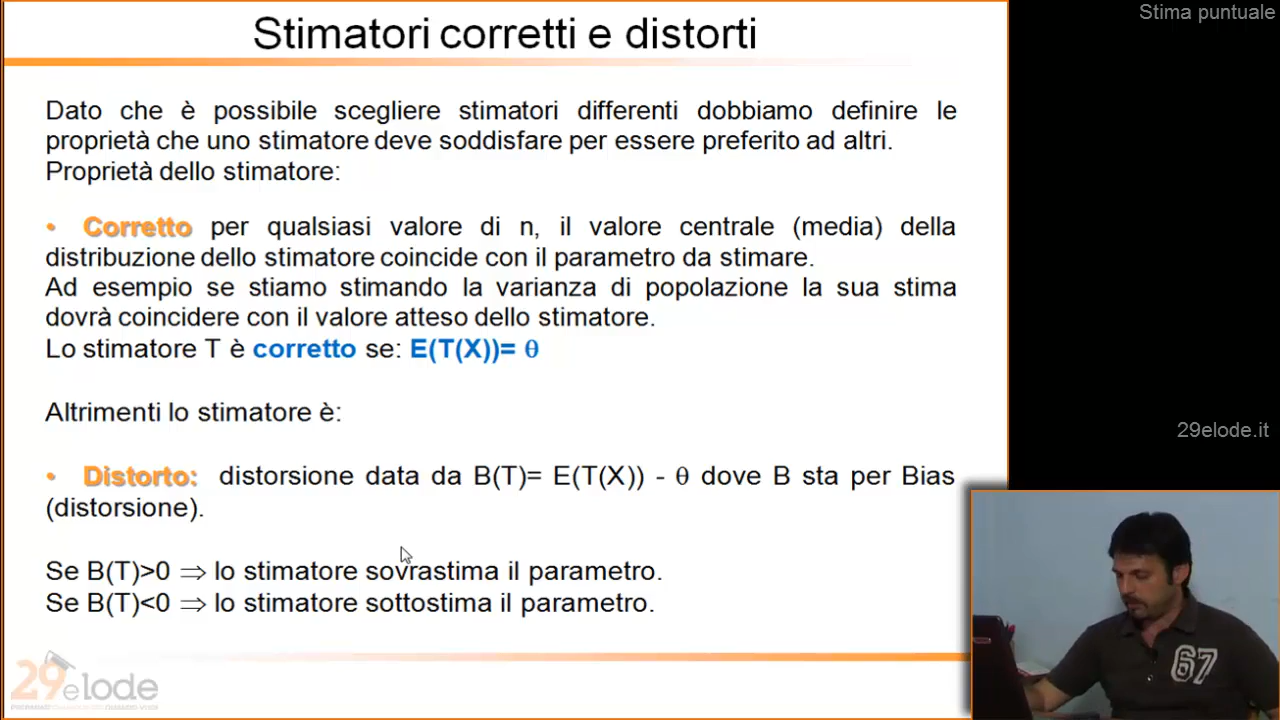 Stimatori corretti e distorti
Stima puntuale
Dato che è possibile scegliere stimatori differenti dobbiamo definire le
proprietà che uno stimatore deve soddisfare per essere preferito ad altri.
Proprietà dello stimatore:
• Corretto per qualsiasi valore di n, il valore centrale (media) della
distribuzione dello stimatore coincide con il parametro da stimare.
Ad esempio se stiamo stimando la varianza di popolazione la sua stima
dovrà coincidere con il valore atteso dello stimatore.
Lo stimatore T è corretto se: E(T(X))= θ
Altrimenti lo stimatore è:
29elode.it
• Distorto: distorsione data da B(T)= E(T(X)) - θ dove B sta per Bias
(distorsione).
Se B(T)>0 ⇒ lo stimatore sovrastima il parametro.
Se B(T)<0 ⇒ lo stimatore sottostima il parametro.
29elode
67